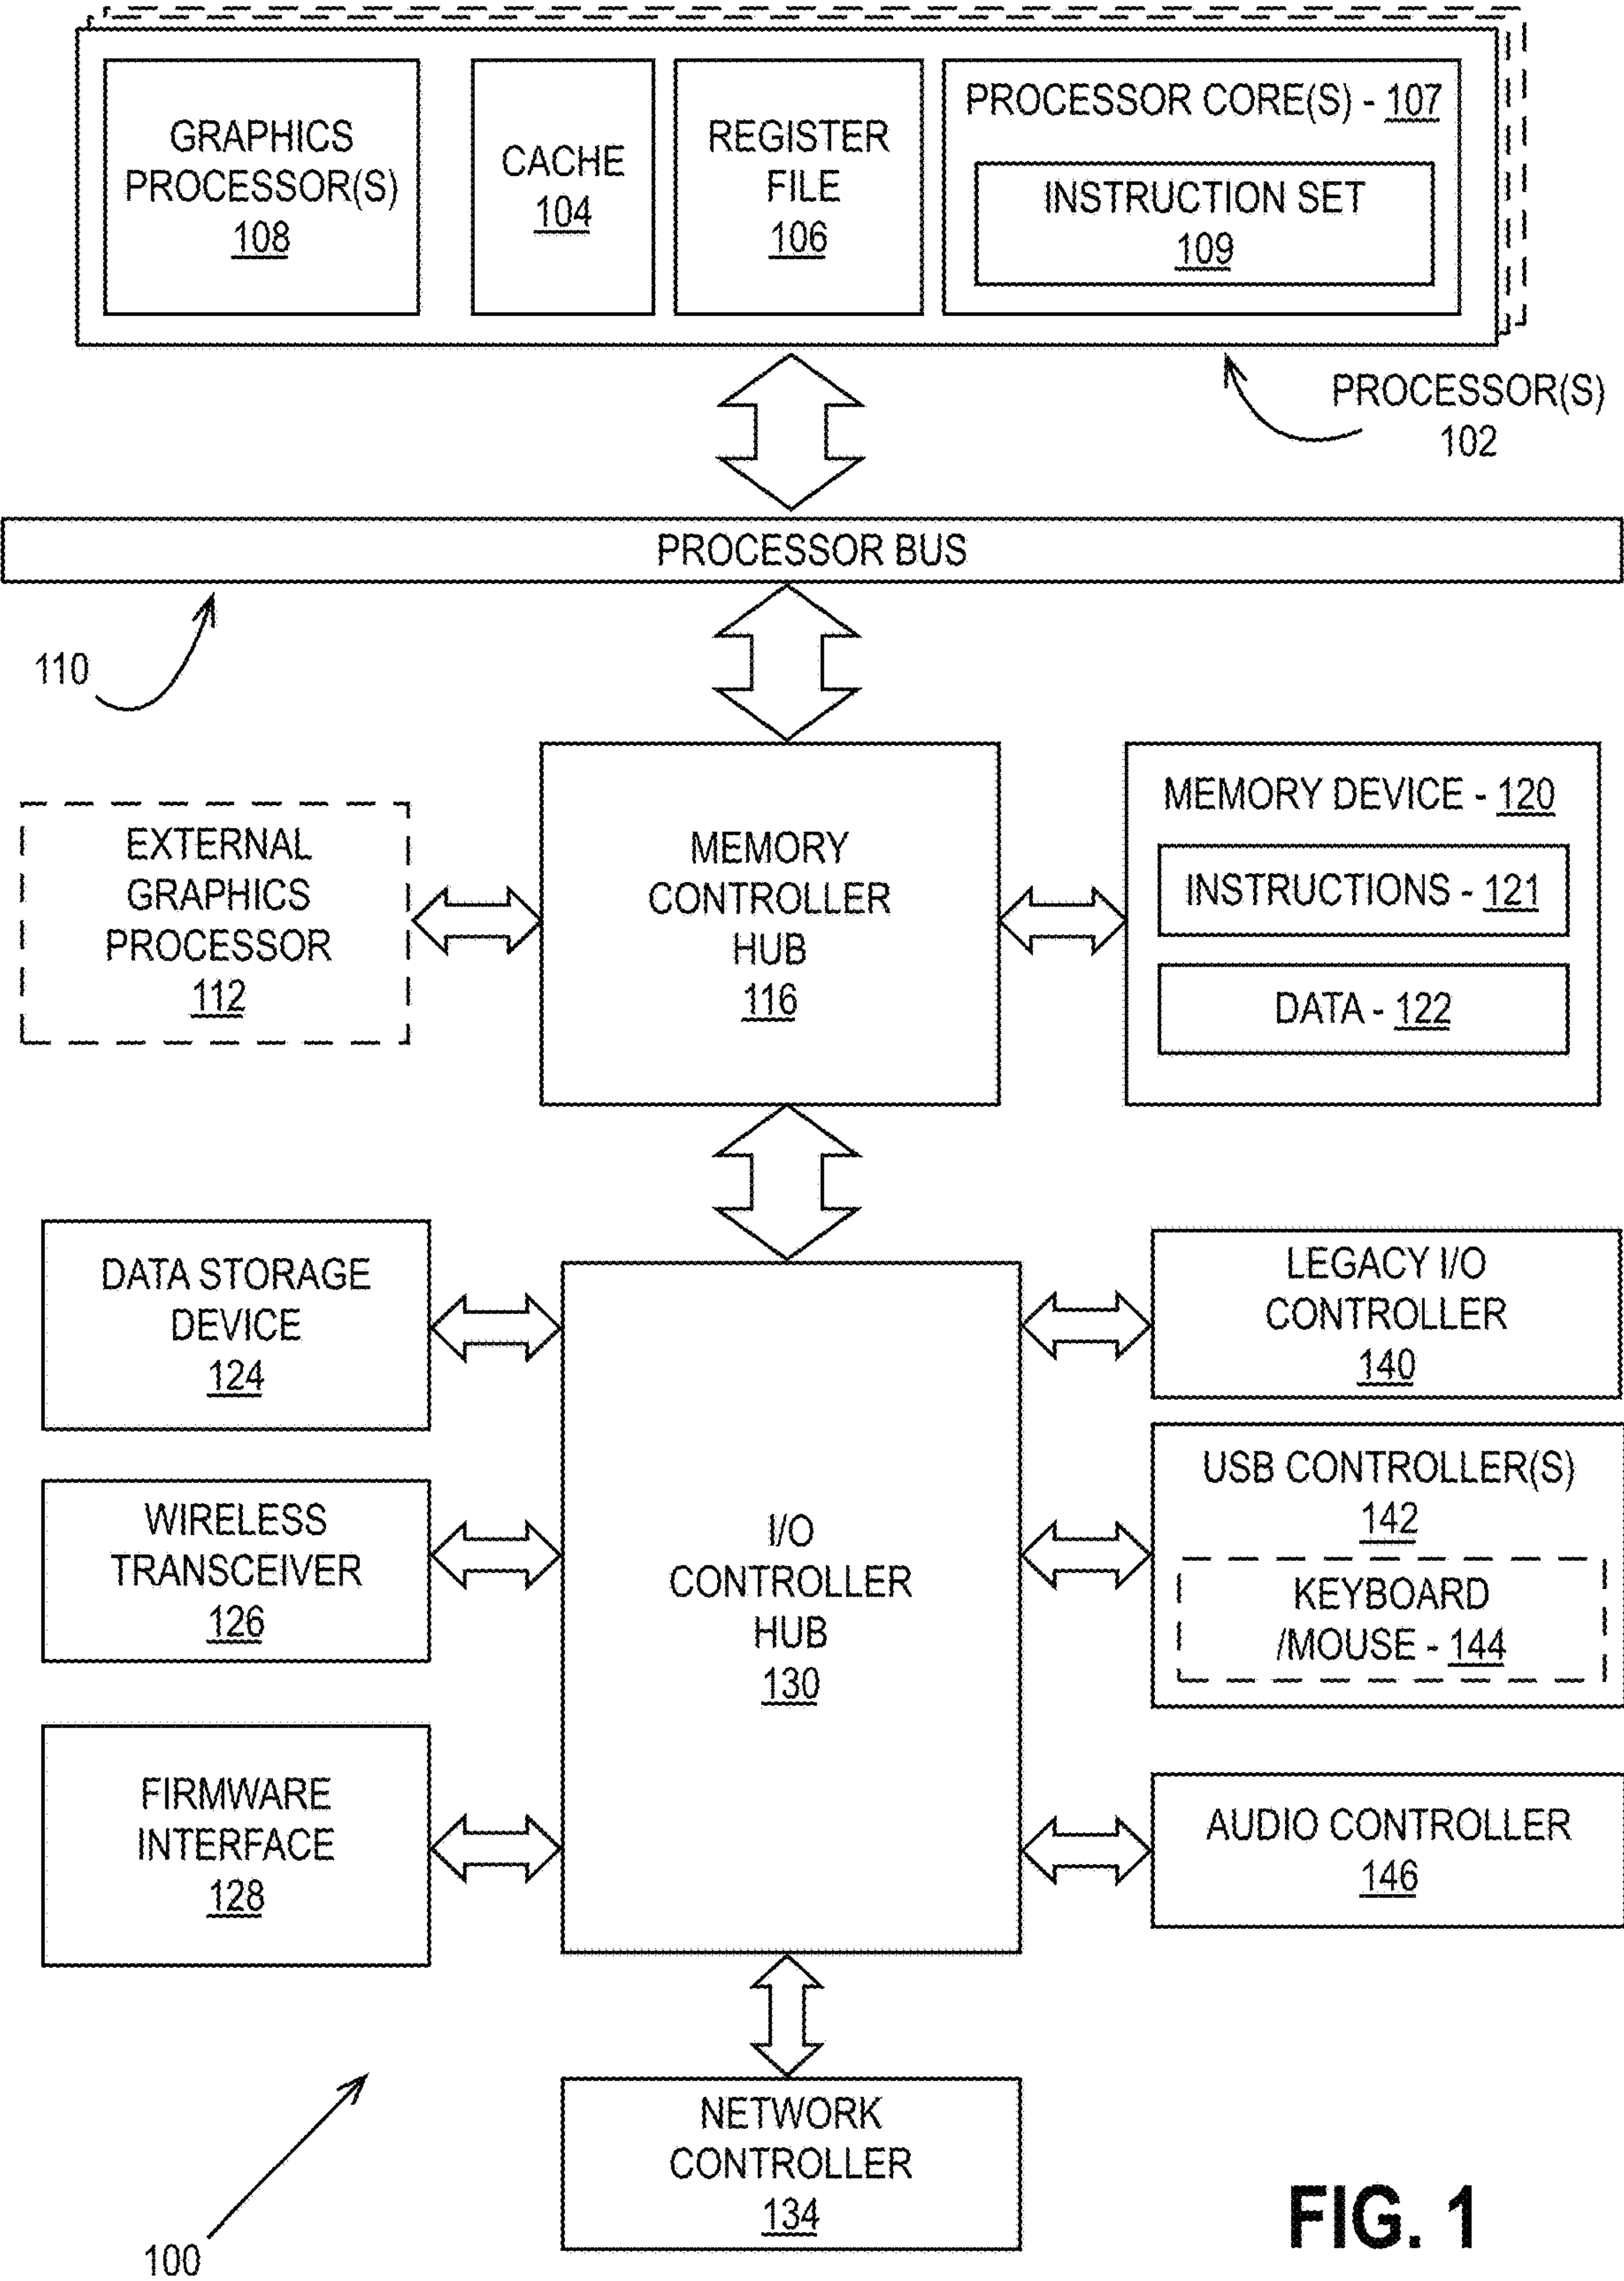 GRAPHICS
PROCESSOR(S)
108
CACHE
104
REGISTER
FILE
106
PROCESSOR CORE(S) - 107
INSTRUCTION SET
109
PROCESSOR(S)
102
PROCESSOR BUS
110
EXTERNAL
GRAPHICS
PROCESSOR
112
MEMORY
CONTROLLER
HUB
116
MEMORY DEVICE - 120
INSTRUCTIONS - 121
DATA - 122
DATA STORAGE
DEVICE
124
WIRELESS
TRANSCEIVER
126
FIRMWARE
INTERFACE
128
I/O
CONTROLLER
HUB
130
LEGACY I/O
CONTROLLER
140
USB CONTROLLER(S)
142
KEYBOARD
/MOUSE - 144
AUDIO CONTROLLER
146
NETWORK
CONTROLLER
134
100
FIG. 1